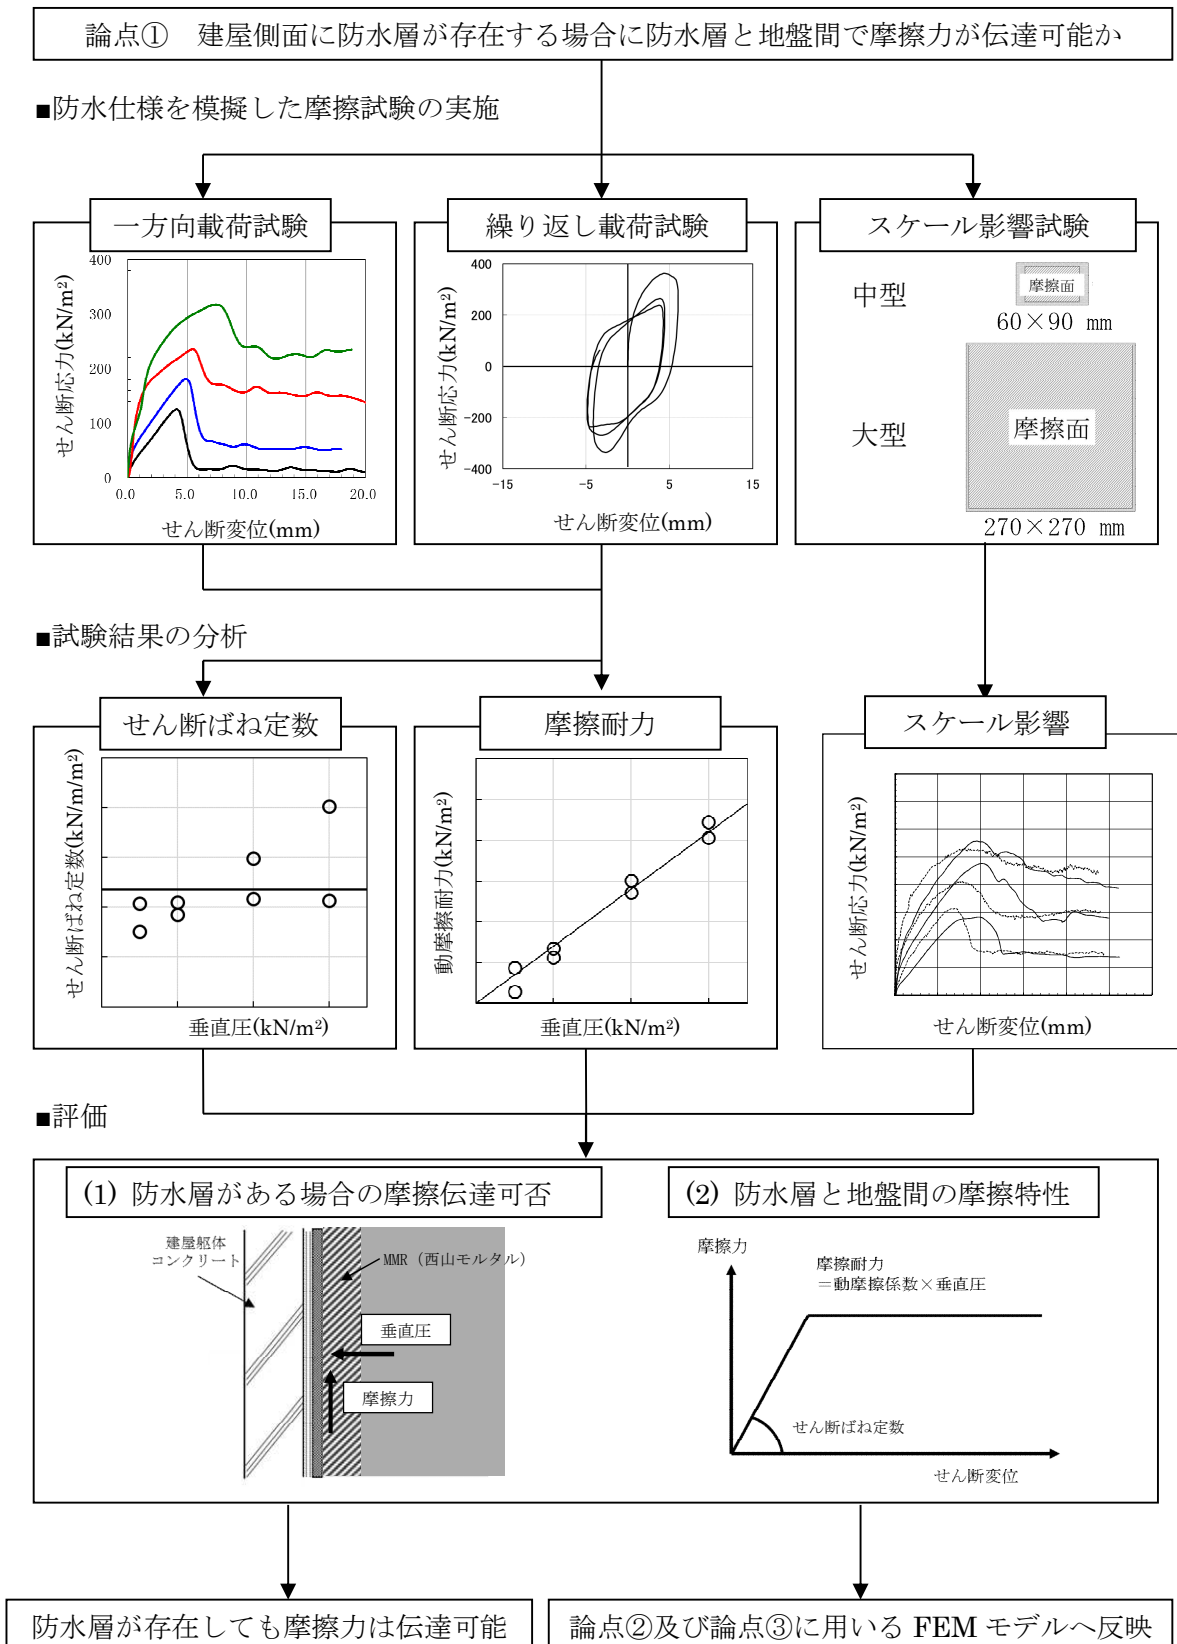 論点① 建屋側面に防水層が存在する場合に防水層と地盤間で摩擦力が伝達可能か
■防水仕様を模擬した摩擦試験の実施
一方向載荷試験
せん断応力(kN/m²)
400
300
200
100
0
0.0 5.0 10.0 15.0 20.0
せん断変位(mm)
繰り返し載荷試験
せん断応力(kN/m²)
400
200
0
-200
-400
-15 -5 5 15
せん断変位(mm)
スケール影響試験
中型
摩擦面
60×90 mm
大型
摩擦面
270×270 mm
■試験結果の分析
せん断ばね定数
せん断ばね定数(kN/m/m²)
垂直圧(kN/m²)
摩擦耐力
動摩擦耐力(kN/m²)
垂直圧(kN/m²)
スケール影響
せん断応力(kN/m²)
せん断変位(mm)
■評価
(1) 防水層がある場合の摩擦伝達可否
建屋躯体
コンクリート
MMR（西山モルタル）
垂直圧
摩擦力
(2) 防水層と地盤間の摩擦特性
摩擦力
摩擦耐力
＝動摩擦係数×垂直圧
せん断ばね定数
せん断変位
防水層が存在しても摩擦力は伝達可能
論点②及び論点③に用いる FEM モデルへ反映